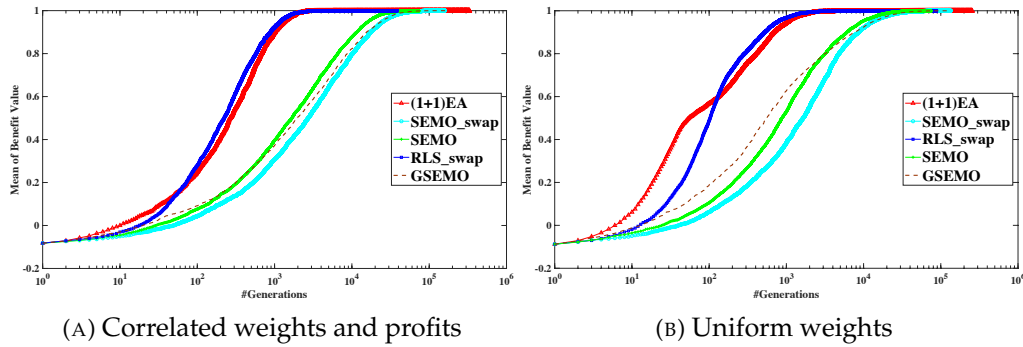 1
0.8
0.6
0.4
0.2
0
-0.2
Mean of Benefit Value
10^0 10^1 10^2 10^3 10^4 10^5 10^6
#Generations
(1+1)EA
SEMO_swap
SEMO
RLS_swap
GSEMO
(A) Correlated weights and profits
1
0.8
0.6
0.4
0.2
0
-0.2
Mean of Benefit Value
10^0 10^1 10^2 10^3 10^4 10^5 10^6
#Generations
(1+1)EA
SEMO_swap
RLS_swap
SEMO
GSEMO
(B) Uniform weights